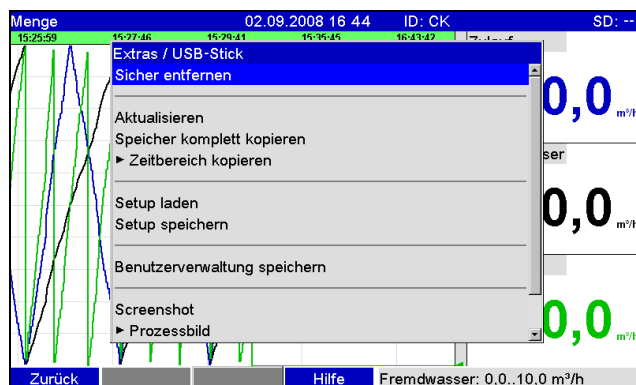 Menge 02.09.2008 16 44 ID: CK SD: --
15:25:59 15:27:46 15:29:41 15:35:45 16:43:42
Extras / USB-Stick
Sicher entfernen
Aktualisieren
Speicher komplett kopieren
► Zeitbereich kopieren
Setup laden
Setup speichern
Benutzerverwaltung speichern
Screenshot
► Prozessbild
0,0 m³/h
ser
0,0 m³/h
0,0 m³/h
Zurück Hilfe Fremdwasser: 0,0..10,0 m³/h